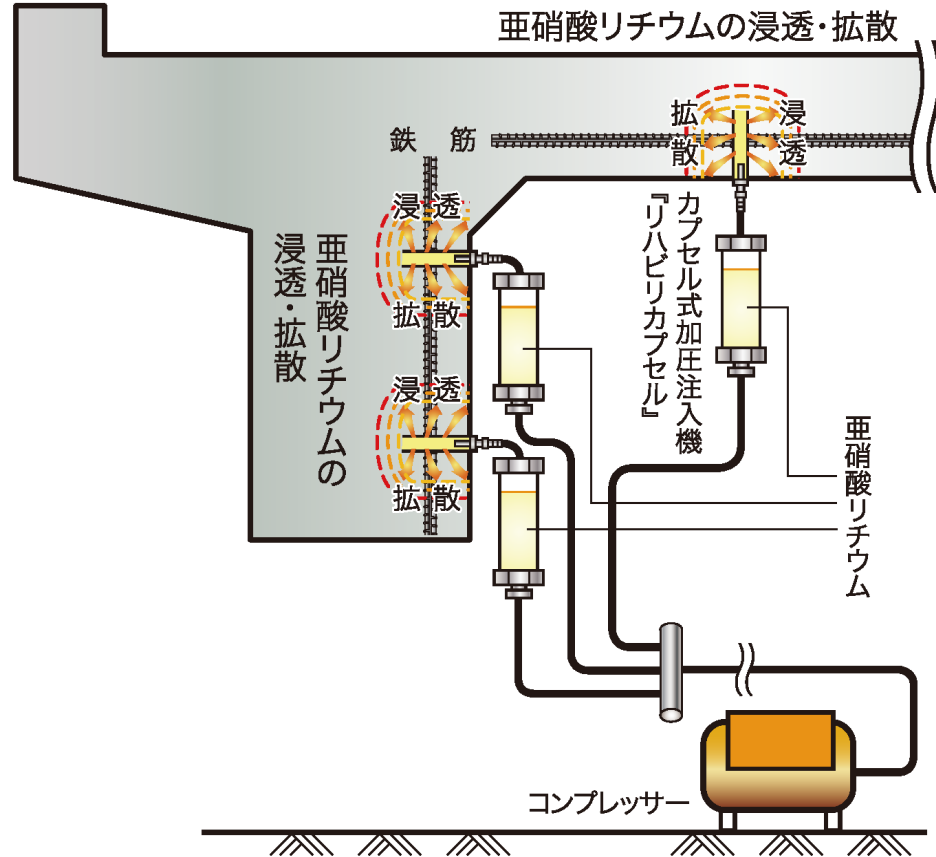 亜硝酸リチウムの浸透・拡散
拡散
浸透
鉄筋
浸透
拡散
亜硝酸リチウムの
浸透・拡散
カプセル式加圧注入機
『リハビリカプセル』
浸透
拡散
亜硝酸リチウム
コンプレッサー